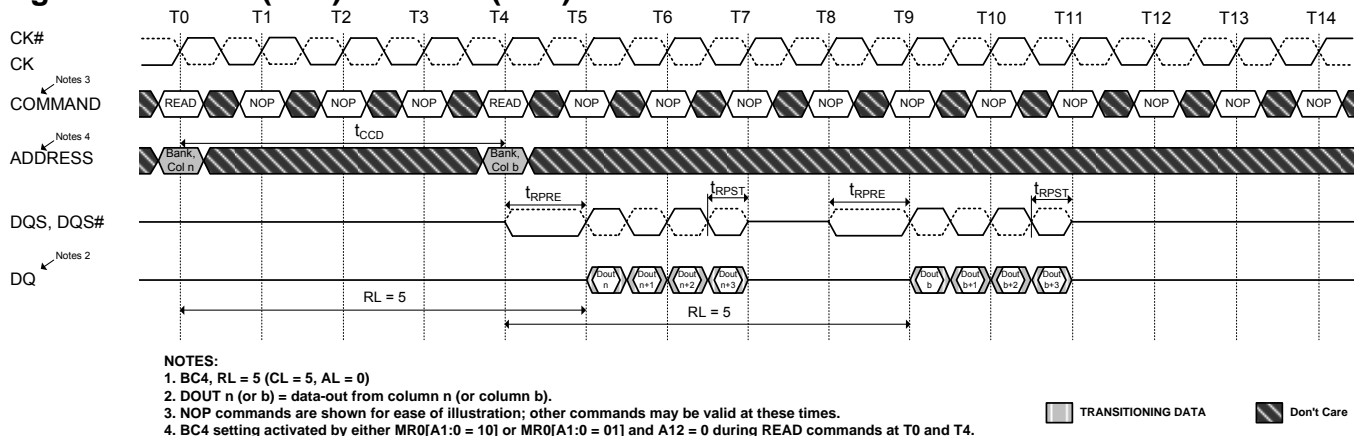 T0 T1 T2 T3 T4 T5 T6 T7 T8 T9 T10 T11 T12 T13 T14
CK#
CK
Notes 3
COMMAND READ NOP NOP NOP READ NOP NOP NOP NOP NOP NOP NOP NOP NOP NOP
tCCD
Notes 4
ADDRESS
Bank, Col n
Bank, Col b
tRPRE tRPST tRPRE tRPST
DQS, DQS#
Notes 2
DQ
Dout n
Dout n+1
Dout n+2
Dout n+3
Dout b
Dout b+1
Dout b+2
Dout b+3
RL = 5
RL = 5
NOTES:
1. BC4, RL = 5 (CL = 5, AL = 0)
2. DOUT n (or b) = data-out from column n (or column b).
3. NOP commands are shown for ease of illustration; other commands may be valid at these times.
4. BC4 setting activated by either MR0[A1:0 = 10] or MR0[A1:0 = 01] and A12 = 0 during READ commands at T0 and T4.
TRANSITIONING DATA
Don't Care